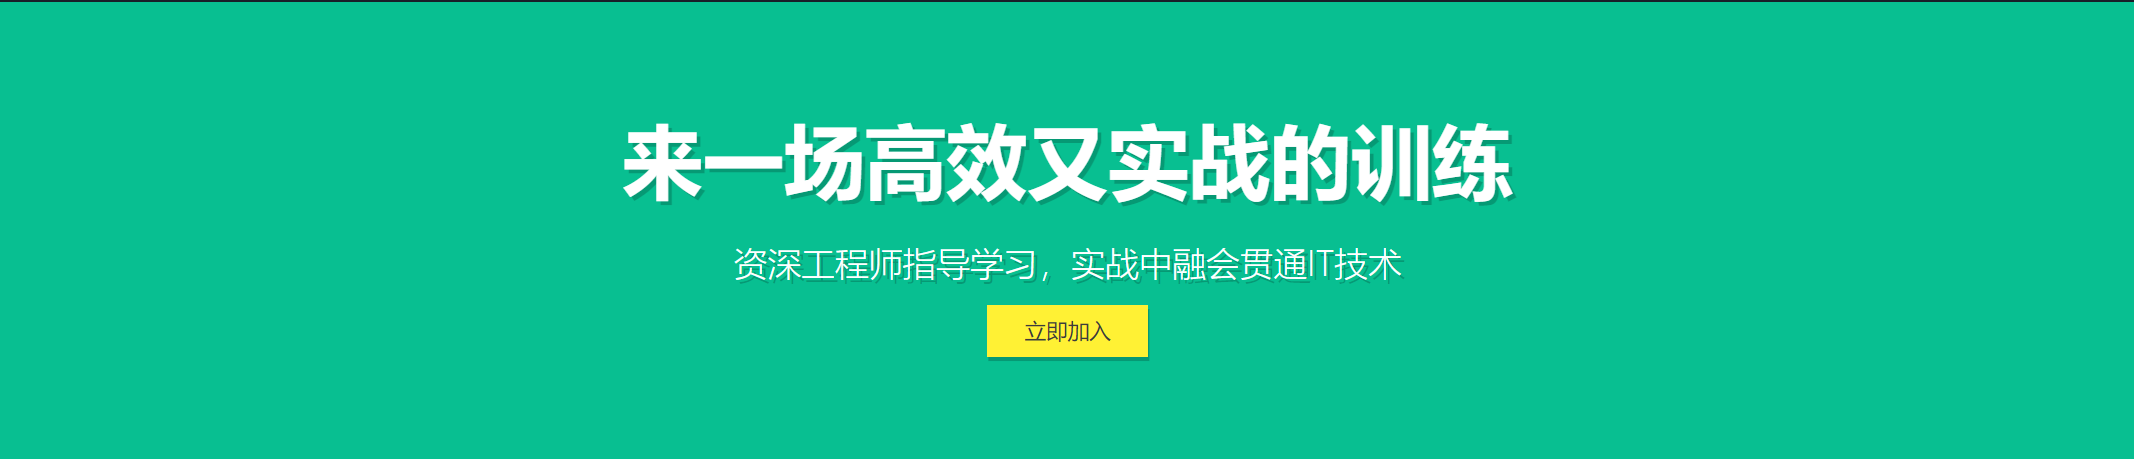 来一场高效又实战的训练
资深工程师指导学习，实战中融会贯通IT技术
立即加入